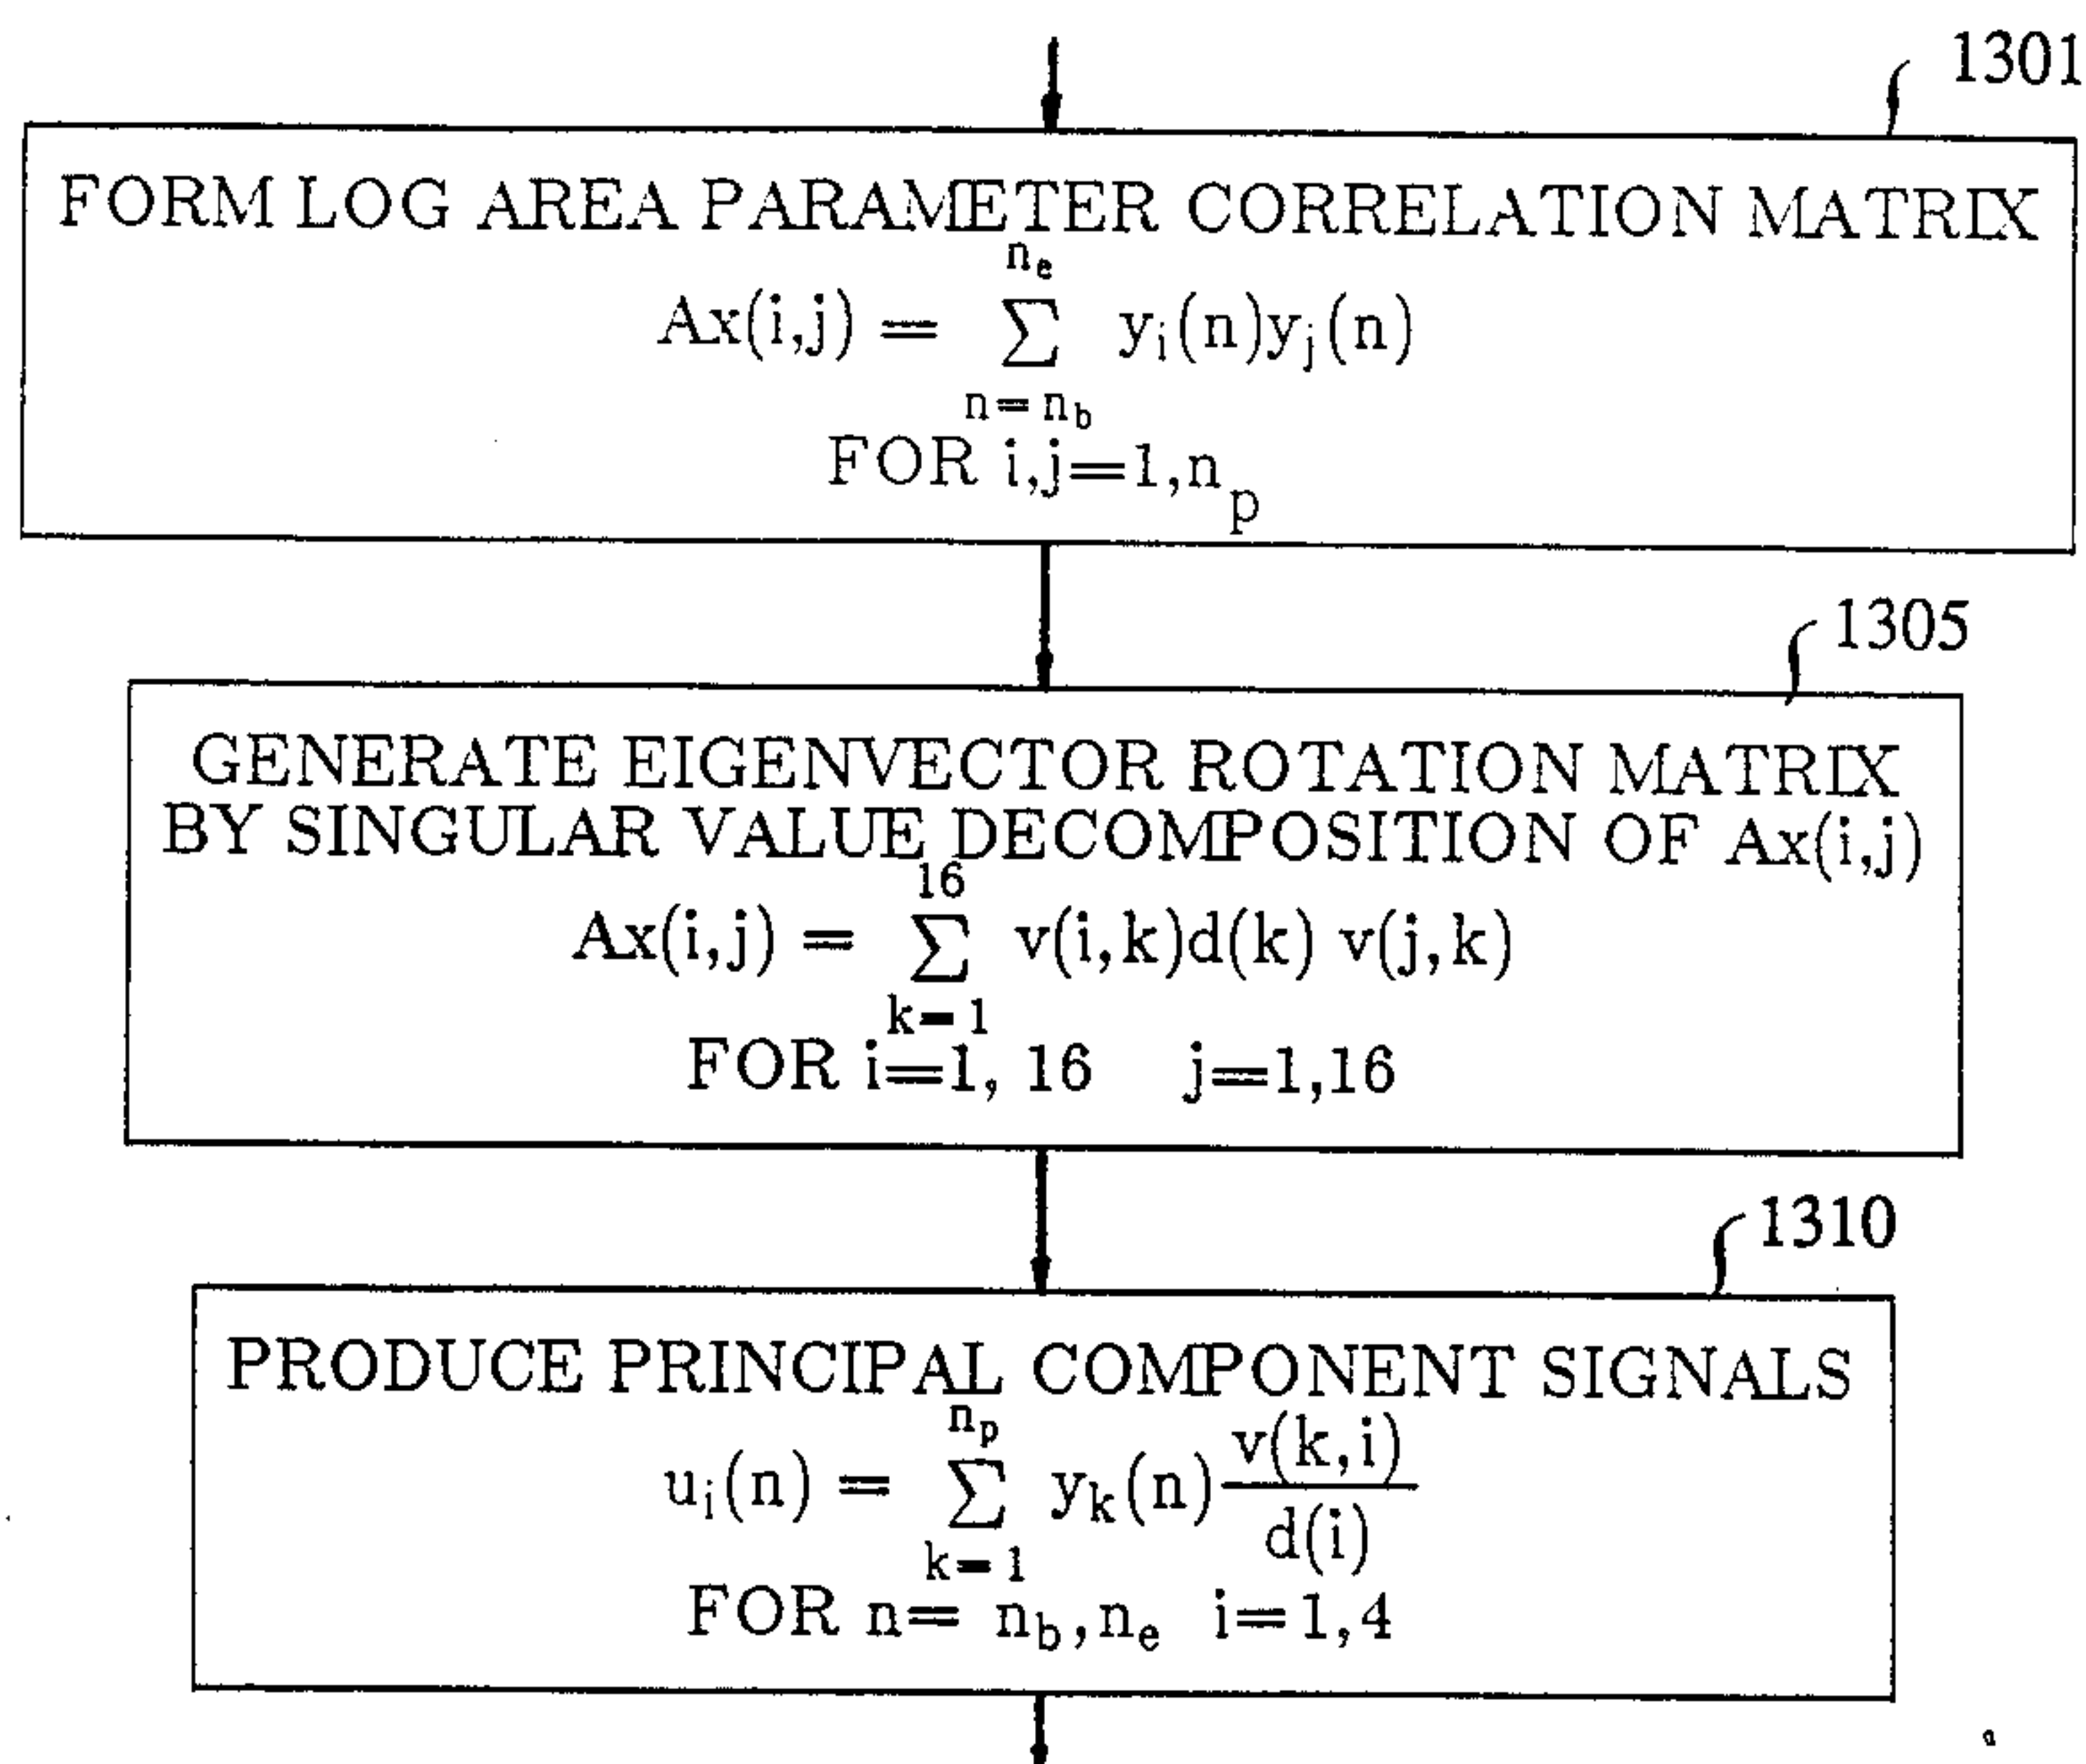 1301
FORM LOG AREA PARAMETER CORRELATION MATRIX
n_e
Ax(i,j) = ∑ y_i(n)y_j(n)
n=n_b
FOR i,j=1,n_p
1305
GENERATE EIGENVECTOR ROTATION MATRIX
BY SINGULAR VALUE DECOMPOSITION OF Ax(i,j)
16
Ax(i,j) = ∑ v(i,k)d(k) v(j,k)
k=1
FOR i=1, 16 j=1,16
1310
PRODUCE PRINCIPAL COMPONENT SIGNALS
n_p
u_i(n) = ∑ y_k(n) v(k,i)
d(i)
k=1
FOR n= n_b,n_e i=1,4